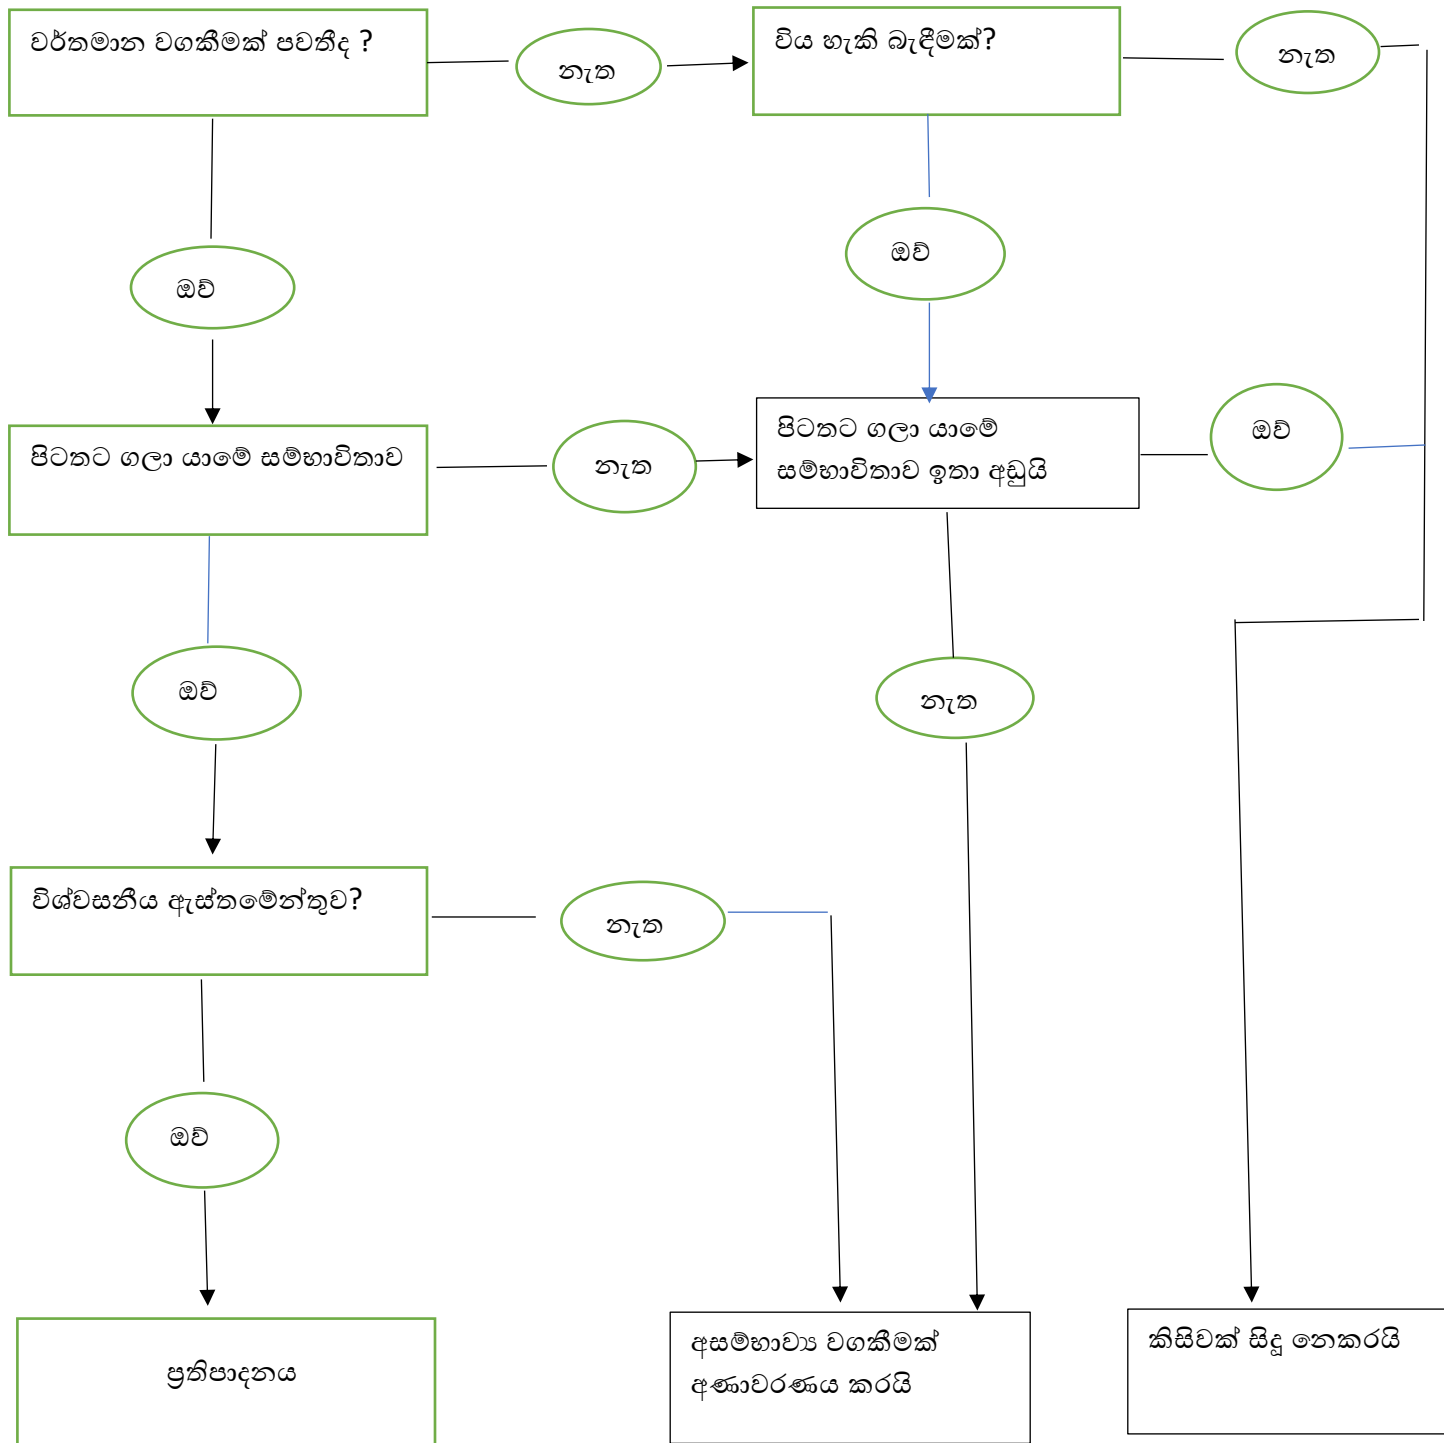 වර්තමාන වගකීමක් පවතීද ?
නැත
විය හැකි බැඳීමක්?
නැත
ඔව්
ඔව්
පිටතට ගලා යාමේ සම්භාවිතාව
නැත
පිටතට ගලා යාමේ
සම්භාවිතාව ඉතා අඩුයි
ඔව්
ඔව්
නැත
විශ්වසනීය ඇස්තමේන්තුව?
නැත
ඔව්
ප්‍රතිපාදනය
අසම්භාව්‍ය වගකීමක්
අණාවරණය කරයි
කිසිවක් සිදූ නෙකරයි